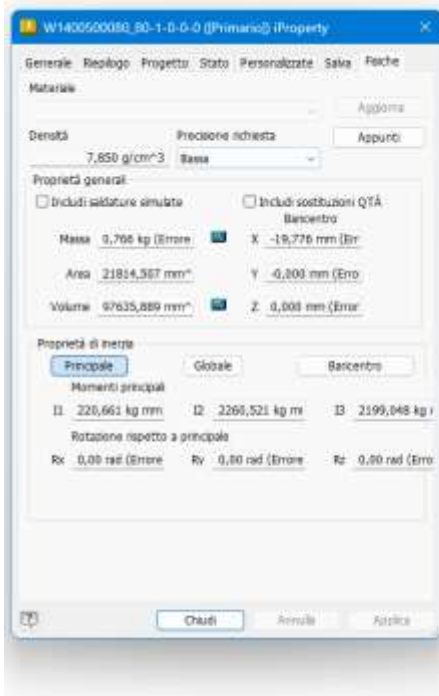 W1400500080_B0-1-0-0-0 ([Primario]) iProperty
Generale Riepilogo Progetto Stato Personalizzate Salva Fisiche
Materiale
Aggiorna
Densità Precisione richiesta Appunti
7,850 g/cm^3 Bassa
Proprietà generali
Includi saldature simulate Includi sostituzioni QTÀ
Baricentro
Massa 0,766 kg (Errore X -19,776 mm (Err
Area 21814,507 mm^ Y -0,000 mm (Erro
Volume 97635,889 mm^ Z 0,000 mm (Error
Proprietà di inerzia
Principale Globale Baricentro
Momenti principali
I1 220,661 kg mm I2 2260,521 kg mi I3 2199,048 kg i
Rotazione rispetto a principale
Rx 0,00 rad (Errore Ry 0,00 rad (Errore Rz 0,00 rad (Erro
Chiudi Annulla Applica